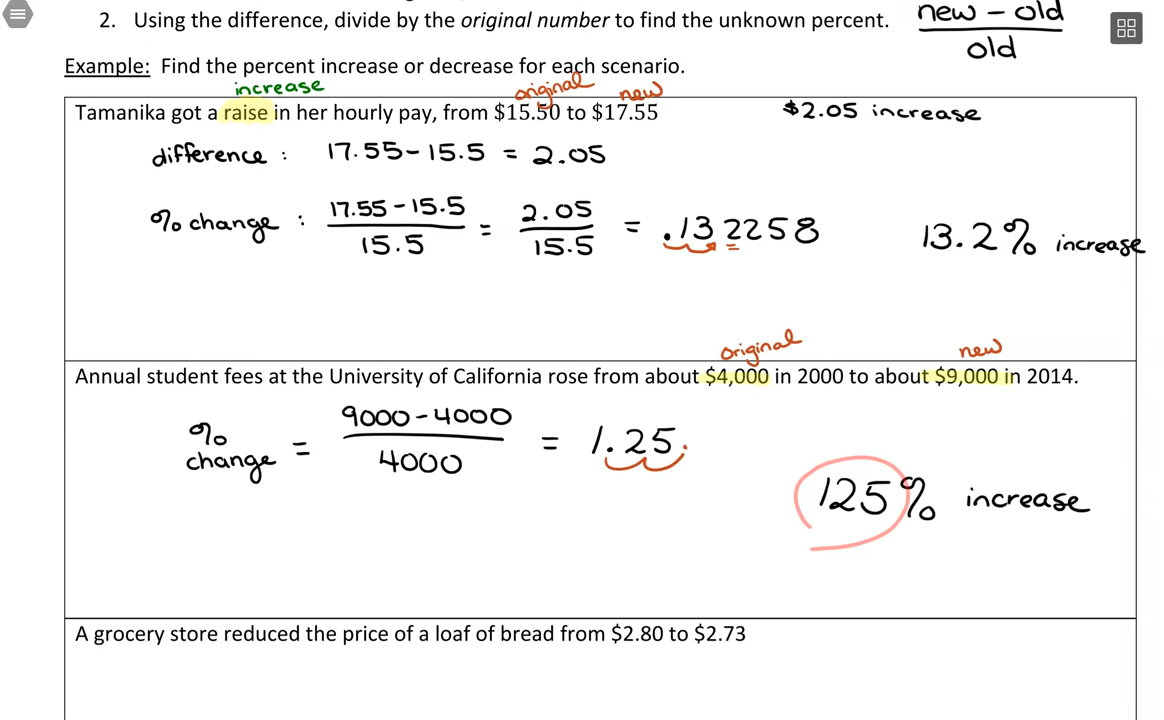 2. Using the difference, divide by the original number to find the unknown percent.
new - old
old
Example: Find the percent increase or decrease for each scenario.
increase
original
new
Tamanika got a raise in her hourly pay, from $15.50 to $17.55
$2.05 increase
difference : 17.55 - 15.5 = 2.05
% change : 17.55 - 15.5 / 15.5 = 2.05 / 15.5 = .132258
13.2% increase
original
new
Annual student fees at the University of California rose from about $4,000 in 2000 to about $9,000 in 2014.
% change = 9000 - 4000 / 4000 = 1.25.
125% increase
A grocery store reduced the price of a loaf of bread from $2.80 to $2.73